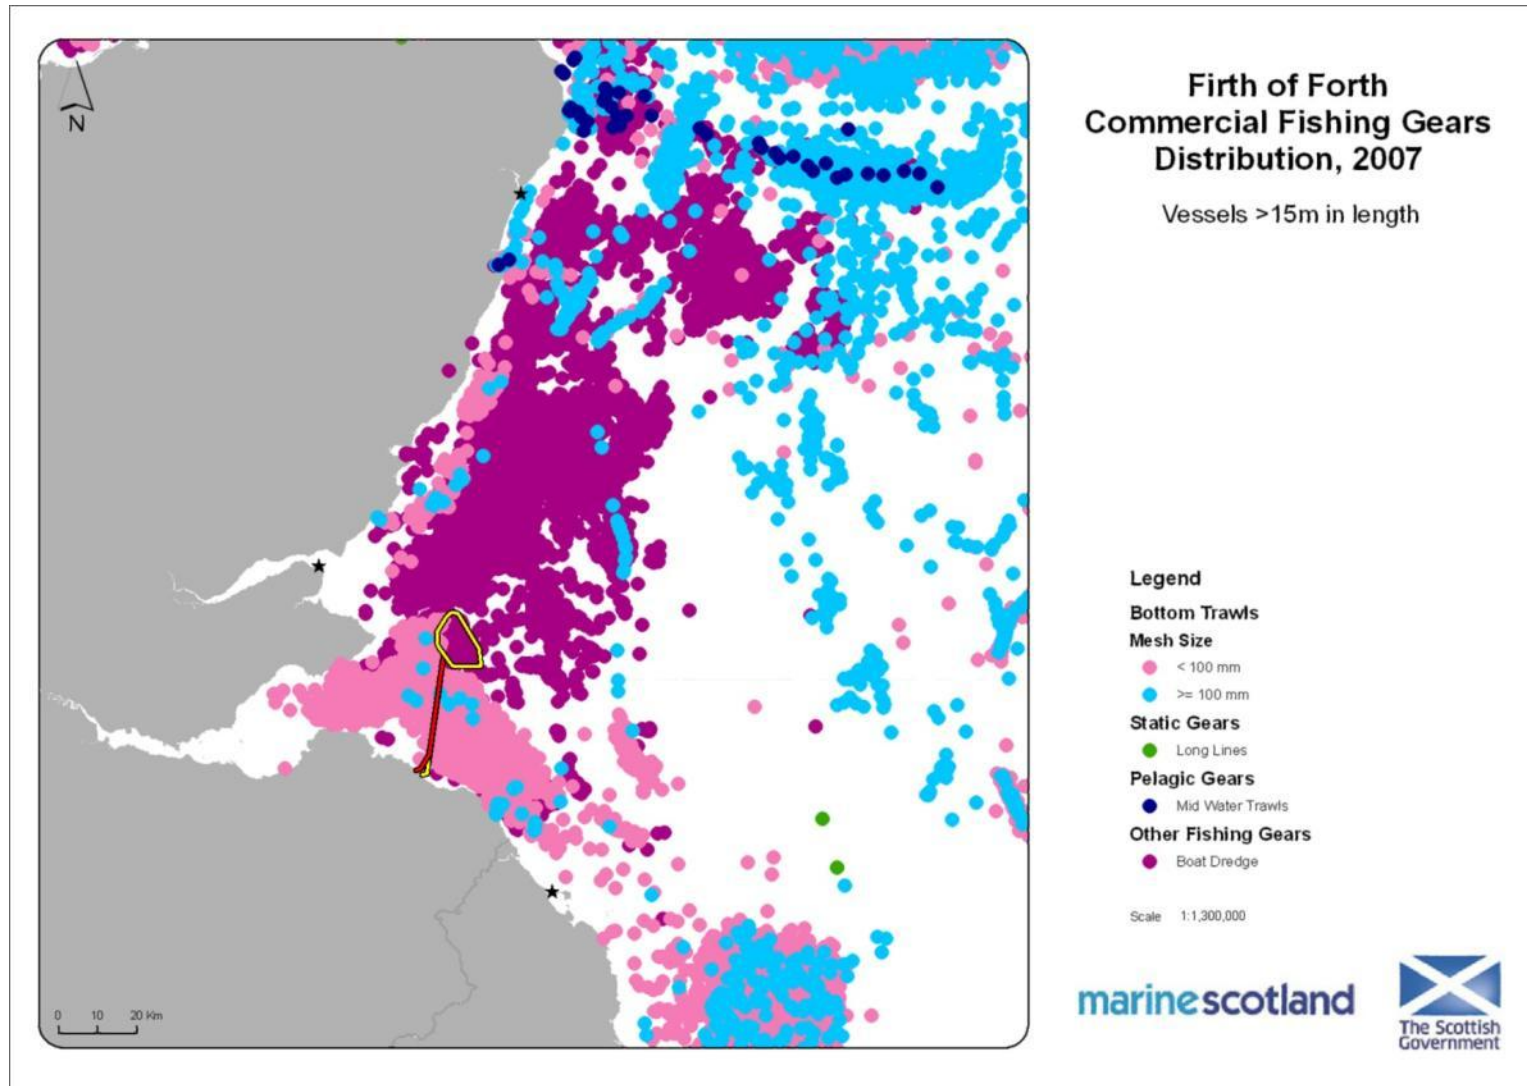 Firth of Forth
Commercial Fishing Gears
Distribution, 2007
Vessels >15m in length
N
Legend
Bottom Trawls
Mesh Size
< 100 mm
>= 100 mm
Static Gears
Long Lines
Pelagic Gears
Mid Water Trawls
Other Fishing Gears
Boat Dredge
Scale 1:1,300,000
0 10 20 Km
marinescotland
The Scottish
Government